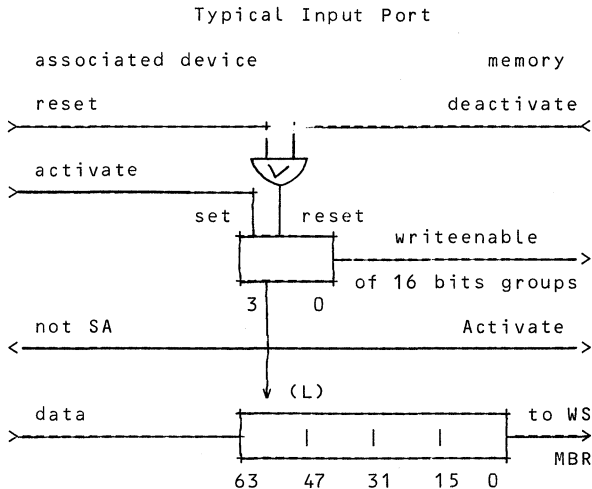 Typical Input Port
associated device memory
reset deactivate
activate
set reset
writeenable
of 16 bits groups
3 0
not SA Activate
(L)
data to WS
MBR
63 47 31 15 0